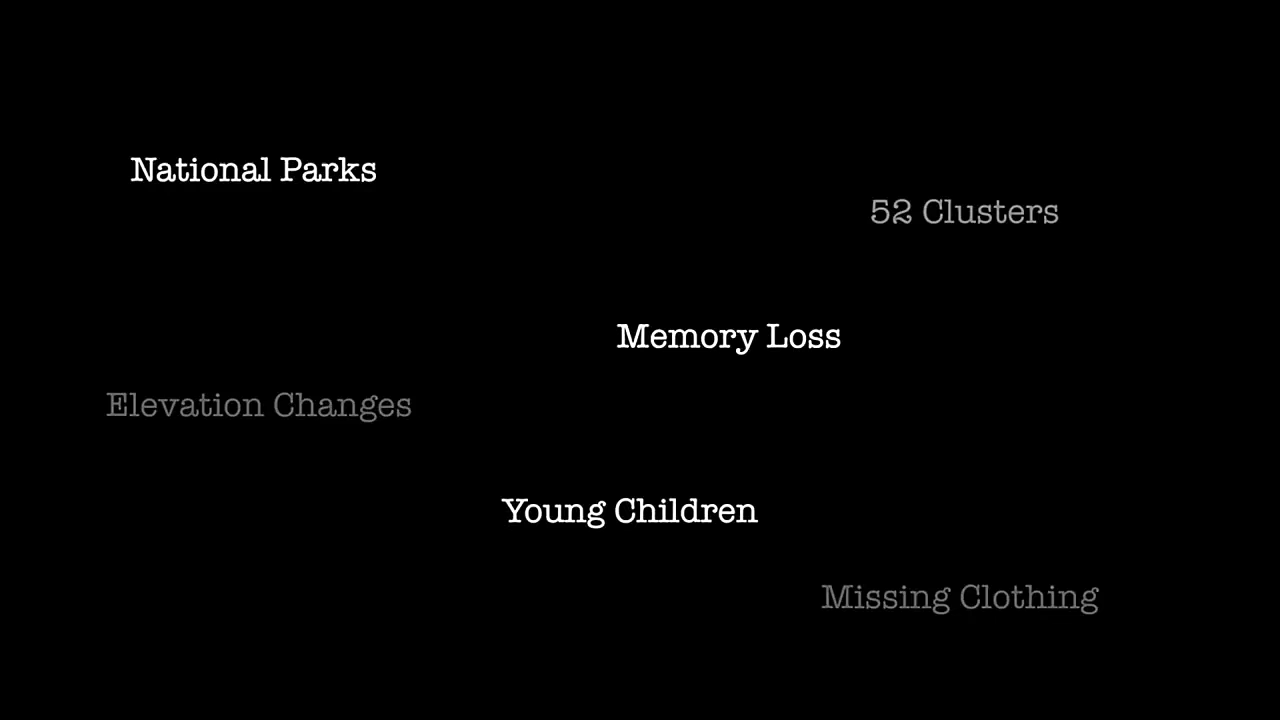 National Parks
52 Clusters
Memory Loss
Elevation Changes
Young Children
Missing Clothing